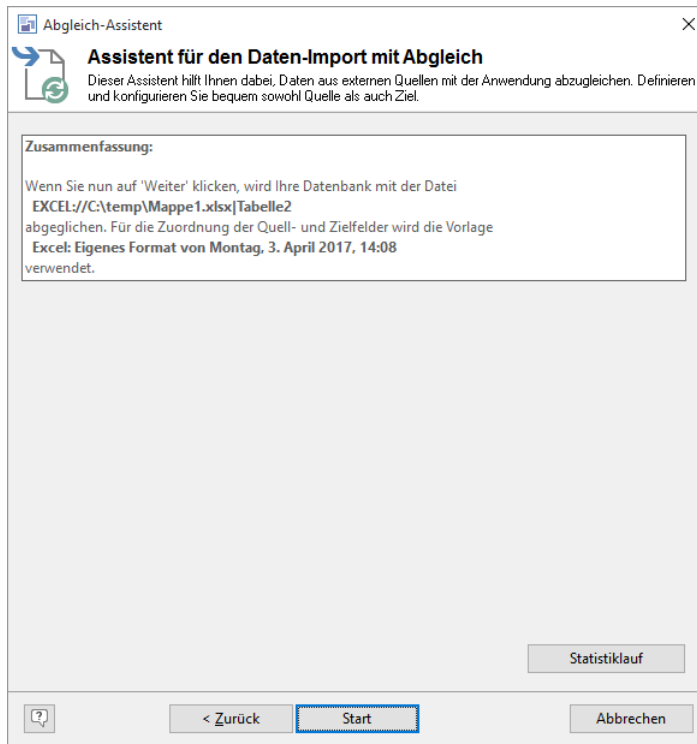 Abgleich-Assistent
Assistent für den Daten-Import mit Abgleich
Dieser Assistent hilft Ihnen dabei, Daten aus externen Quellen mit der Anwendung abzugleichen. Definieren
und konfigurieren Sie bequem sowohl Quelle als auch Ziel.
Zusammenfassung:
Wenn Sie nun auf 'Weiter' klicken, wird Ihre Datenbank mit der Datei
EXCEL://C:\temp\Mappe1.xlsx|Tabelle2
abgeglichen. Für die Zuordnung der Quell- und Zielfelder wird die Vorlage
Excel: Eigenes Format von Montag, 3. April 2017, 14:08
verwendet.
Statistiklauf
?
< Zurück
Start
Abbrechen